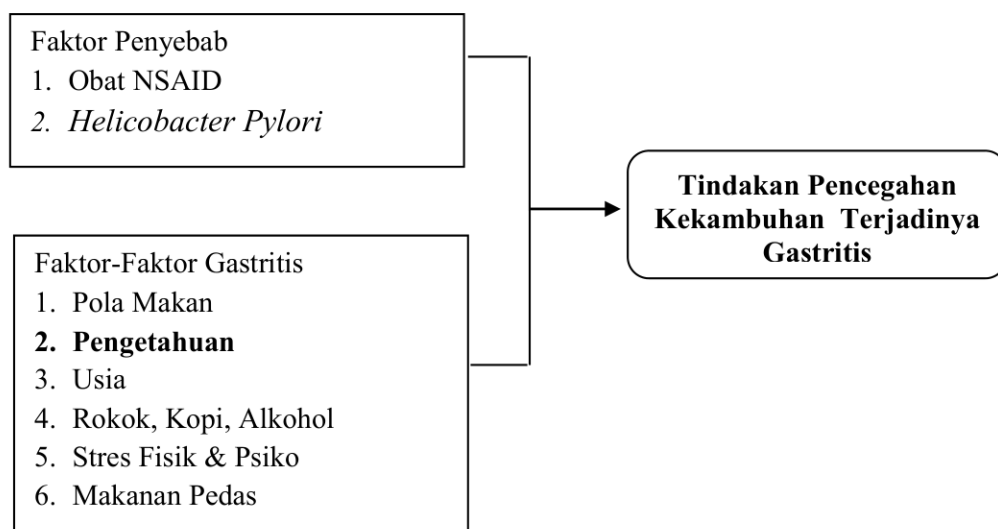 Faktor Penyebab
1. Obat NSAID
2. Helicobacter Pylori
Tindakan Pencegahan
Kekambuhan Terjadinya
Gastritis
Faktor-Faktor Gastritis
1. Pola Makan
2. Pengetahuan
3. Usia
4. Rokok, Kopi, Alkohol
5. Stres Fisik & Psiko
6. Makanan Pedas